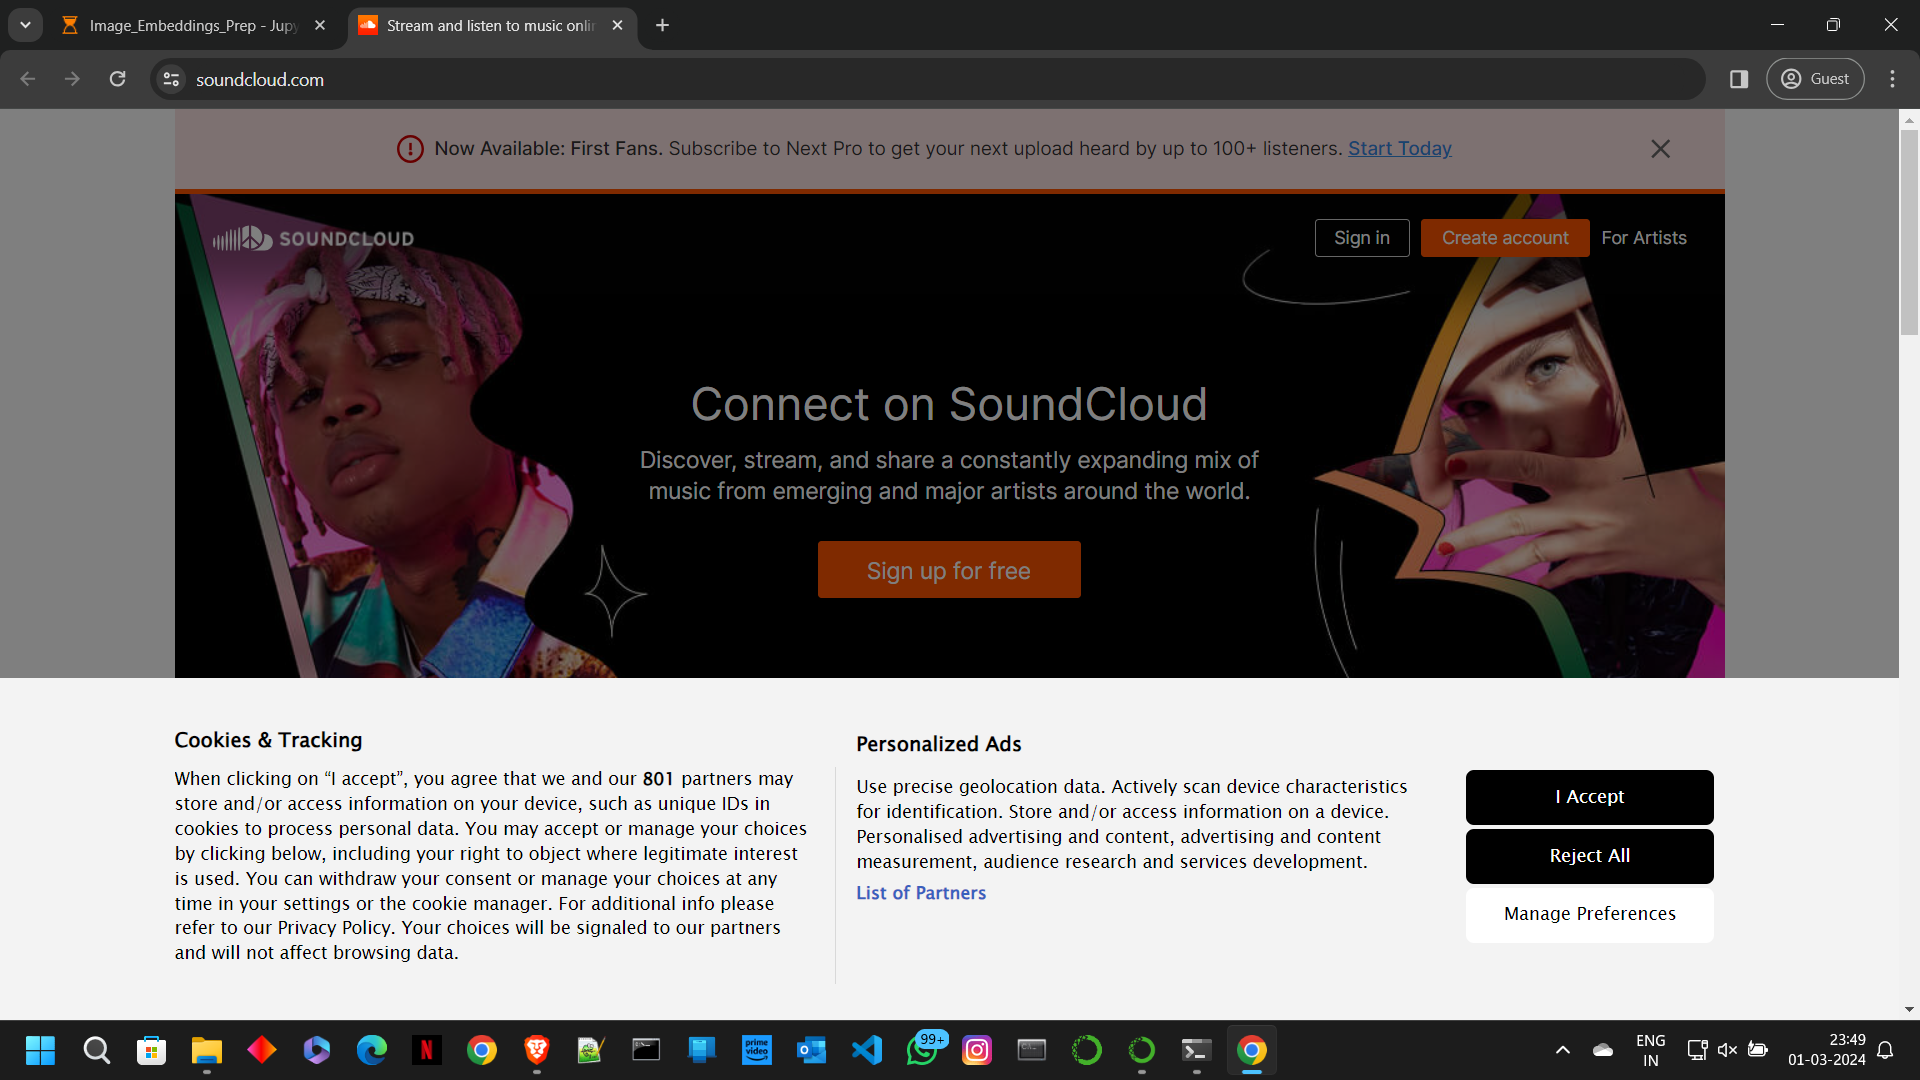 Image_Embeddings_Prep - Jupy
Stream and listen to music onlin
soundcloud.com
Guest
Now Available: First Fans. Subscribe to Next Pro to get your next upload heard by up to 100+ listeners. Start Today
SOUNDCLOUD
Sign in
Create account
For Artists
Connect on SoundCloud
Discover, stream, and share a constantly expanding mix of
music from emerging and major artists around the world.
Sign up for free
Cookies & Tracking
When clicking on “I accept”, you agree that we and our 801 partners may
store and/or access information on your device, such as unique IDs in
cookies to process personal data. You may accept or manage your choices
by clicking below, including your right to object where legitimate interest
is used. You can withdraw your consent or manage your choices at any
time in your settings or the cookie manager. For additional info please
refer to our Privacy Policy. Your choices will be signaled to our partners
and will not affect browsing data.
Personalized Ads
Use precise geolocation data. Actively scan device characteristics
for identification. Store and/or access information on a device.
Personalised advertising and content, advertising and content
measurement, audience research and services development.
List of Partners
I Accept
Reject All
Manage Preferences
N
prime
video
99+
ENG
IN
23:49
01-03-2024